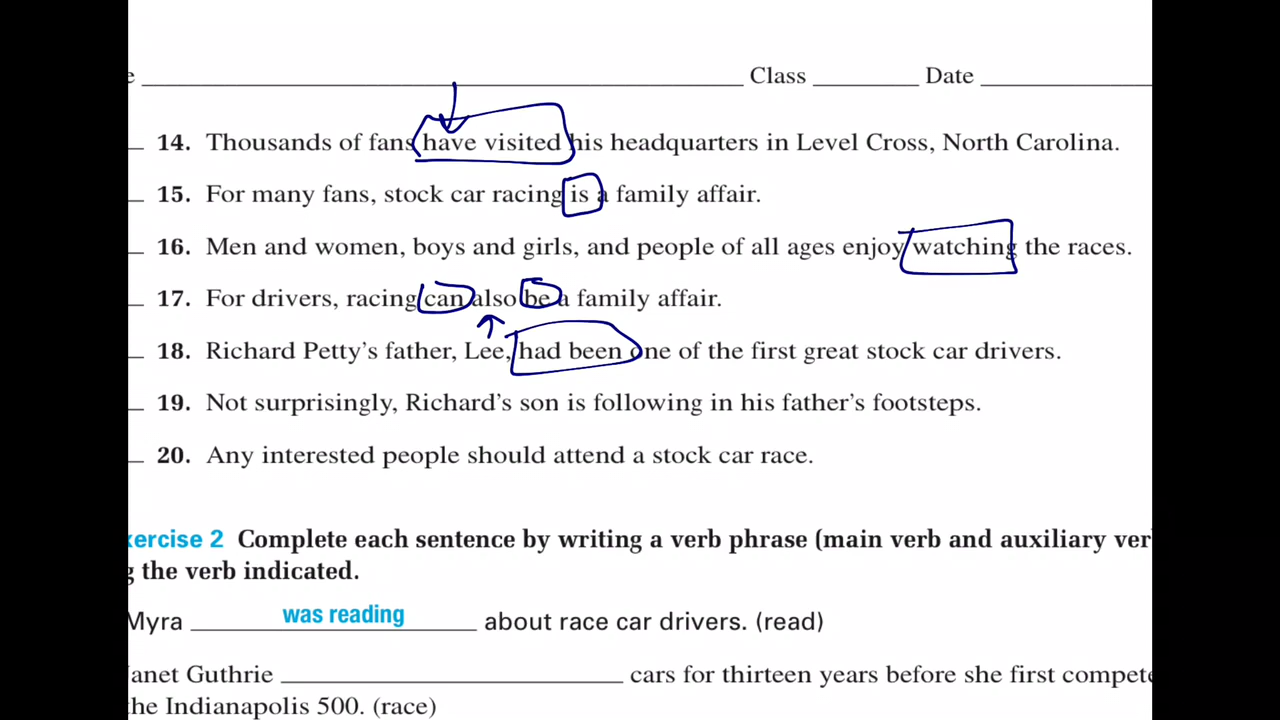 e Class Date
14. Thousands of fans have visited his headquarters in Level Cross, North Carolina.
15. For many fans, stock car racing is a family affair.
16. Men and women, boys and girls, and people of all ages enjoy watching the races.
17. For drivers, racing can also be a family affair.
18. Richard Petty's father, Lee, had been one of the first great stock car drivers.
19. Not surprisingly, Richard's son is following in his father's footsteps.
20. Any interested people should attend a stock car race.
xercise 2 Complete each sentence by writing a verb phrase (main verb and auxiliary ver
g the verb indicated.
Myra was reading about race car drivers. (read)
anet Guthrie cars for thirteen years before she first compete
the Indianapolis 500. (race)